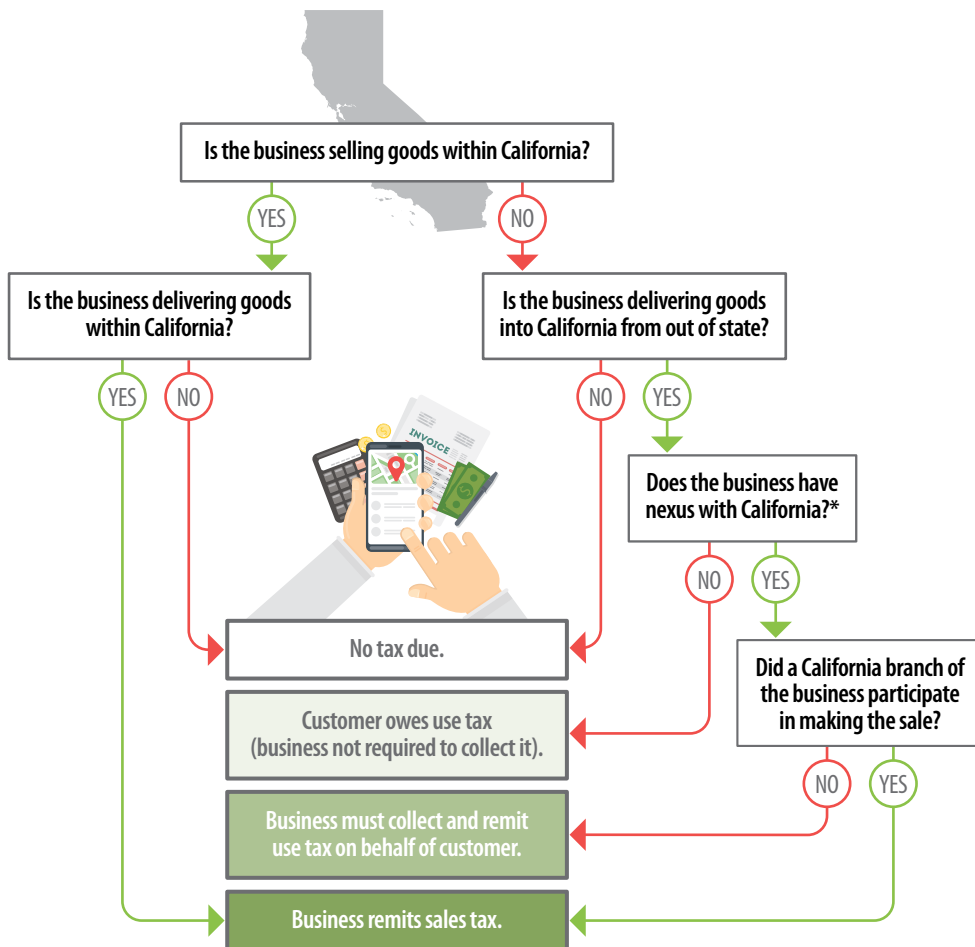 Is the business selling goods within California?
YES
NO
Is the business delivering goods
within California?
Is the business delivering goods
into California from out of state?
YES
NO
NO
YES
INVOICE
Does the business have
nexus with California?*
NO
YES
No tax due.
Did a California branch of
the business participate
in making the sale?
Customer owes use tax
(business not required to collect it).
NO
YES
Business must collect and remit
use tax on behalf of customer.
Business remits sales tax.